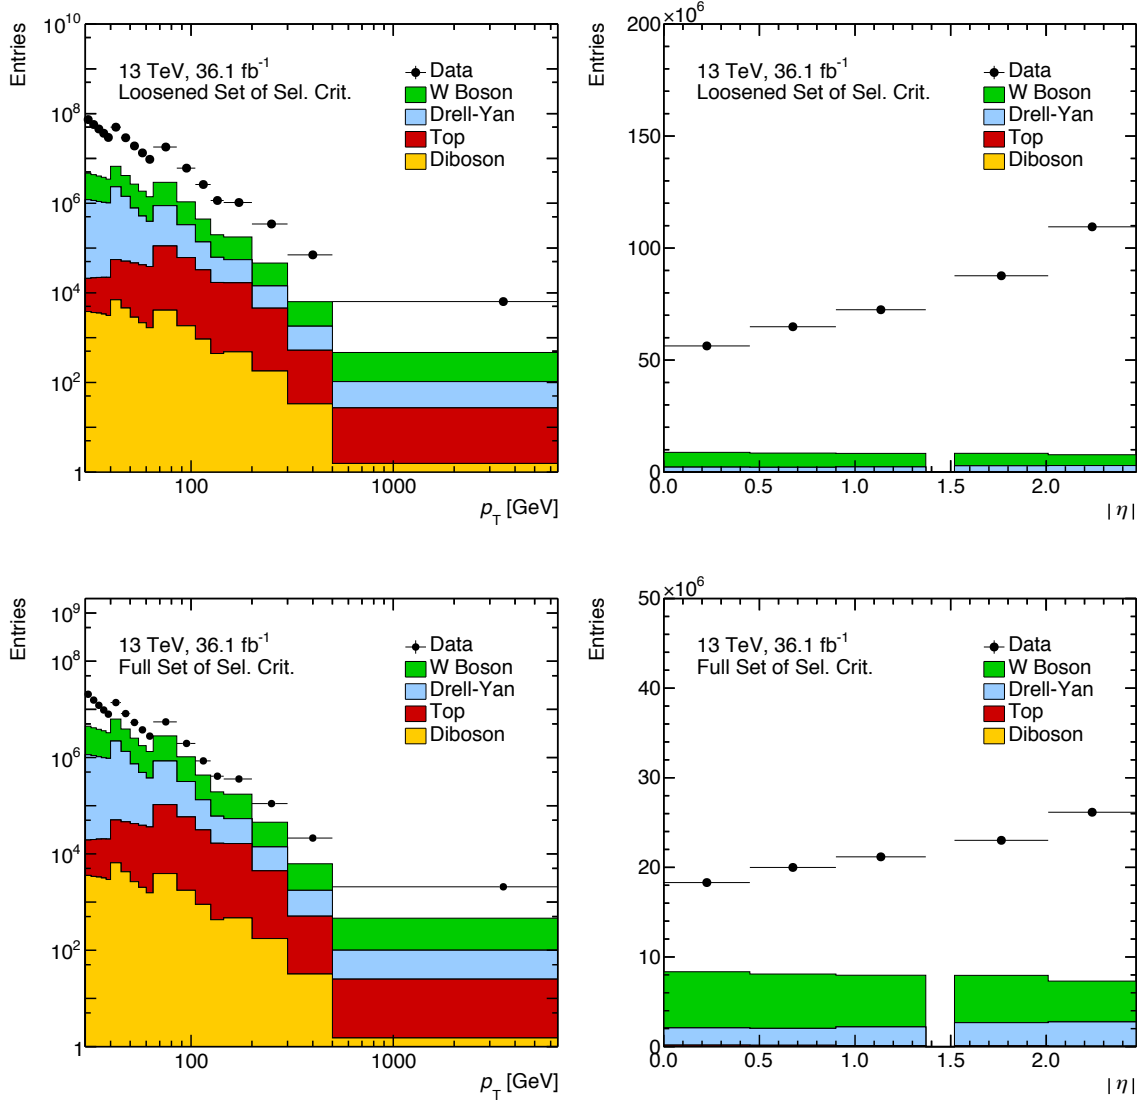 Entries
10^10
10^8
10^6
10^4
10^2
1
13 TeV, 36.1 fb^-1
Loosened Set of Sel. Crit.
Data
W Boson
Drell-Yan
Top
Diboson
100
1000
p_T [GeV]
Entries
×10^6
200
150
100
50
0
13 TeV, 36.1 fb^-1
Loosened Set of Sel. Crit.
Data
W Boson
Drell-Yan
Top
Diboson
0.0
0.5
1.0
1.5
2.0
|η|
Entries
10^9
10^8
10^6
10^4
10^2
1
13 TeV, 36.1 fb^-1
Full Set of Sel. Crit.
Data
W Boson
Drell-Yan
Top
Diboson
100
1000
p_T [GeV]
Entries
×10^6
50
40
30
20
10
0
13 TeV, 36.1 fb^-1
Full Set of Sel. Crit.
Data
W Boson
Drell-Yan
Top
Diboson
0.0
0.5
1.0
1.5
2.0
|η|